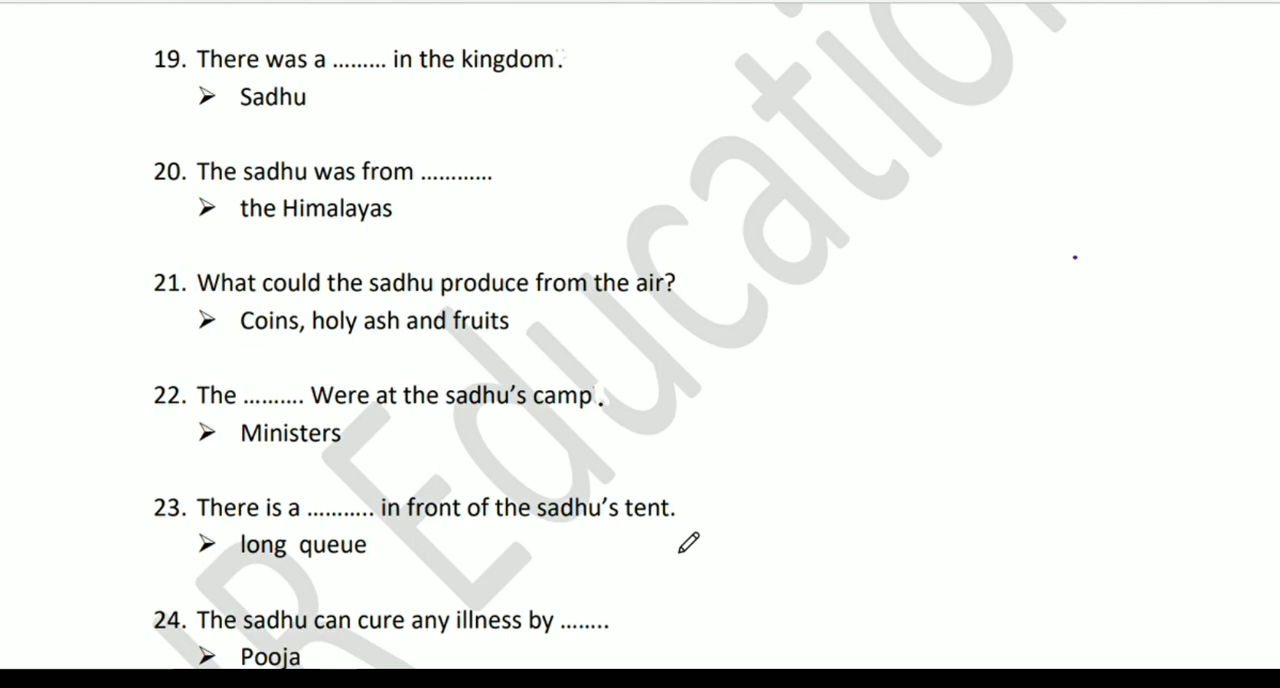 19. There was a ......... in the kingdom.
➢ Sadhu
20. The sadhu was from ............
➢ the Himalayas
21. What could the sadhu produce from the air?
➢ Coins, holy ash and fruits
22. The .......... Were at the sadhu’s camp.
➢ Ministers
23. There is a ........... in front of the sadhu’s tent.
➢ long queue
24. The sadhu can cure any illness by ........
➢ Pooja
R Education